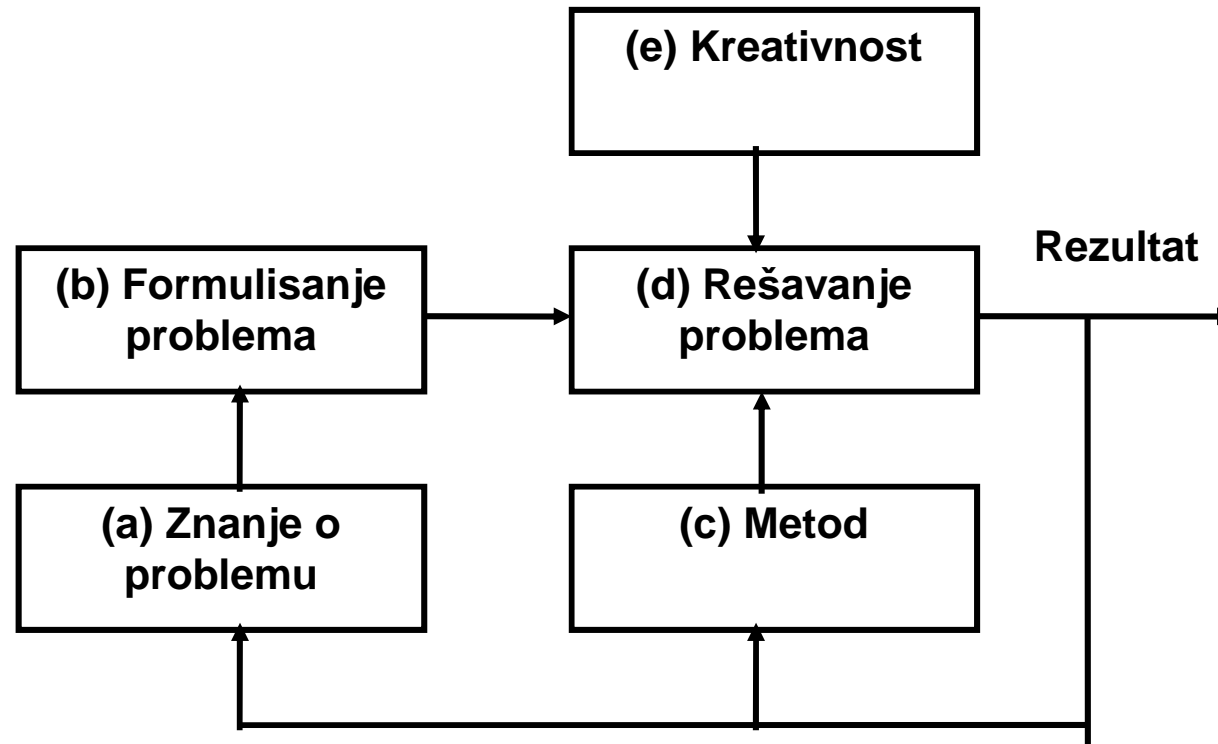 (e) Kreativnost
Rezultat
(b) Formulisanje
problema
(d) Rešavanje
problema
(a) Znanje o
problemu
(c) Metod